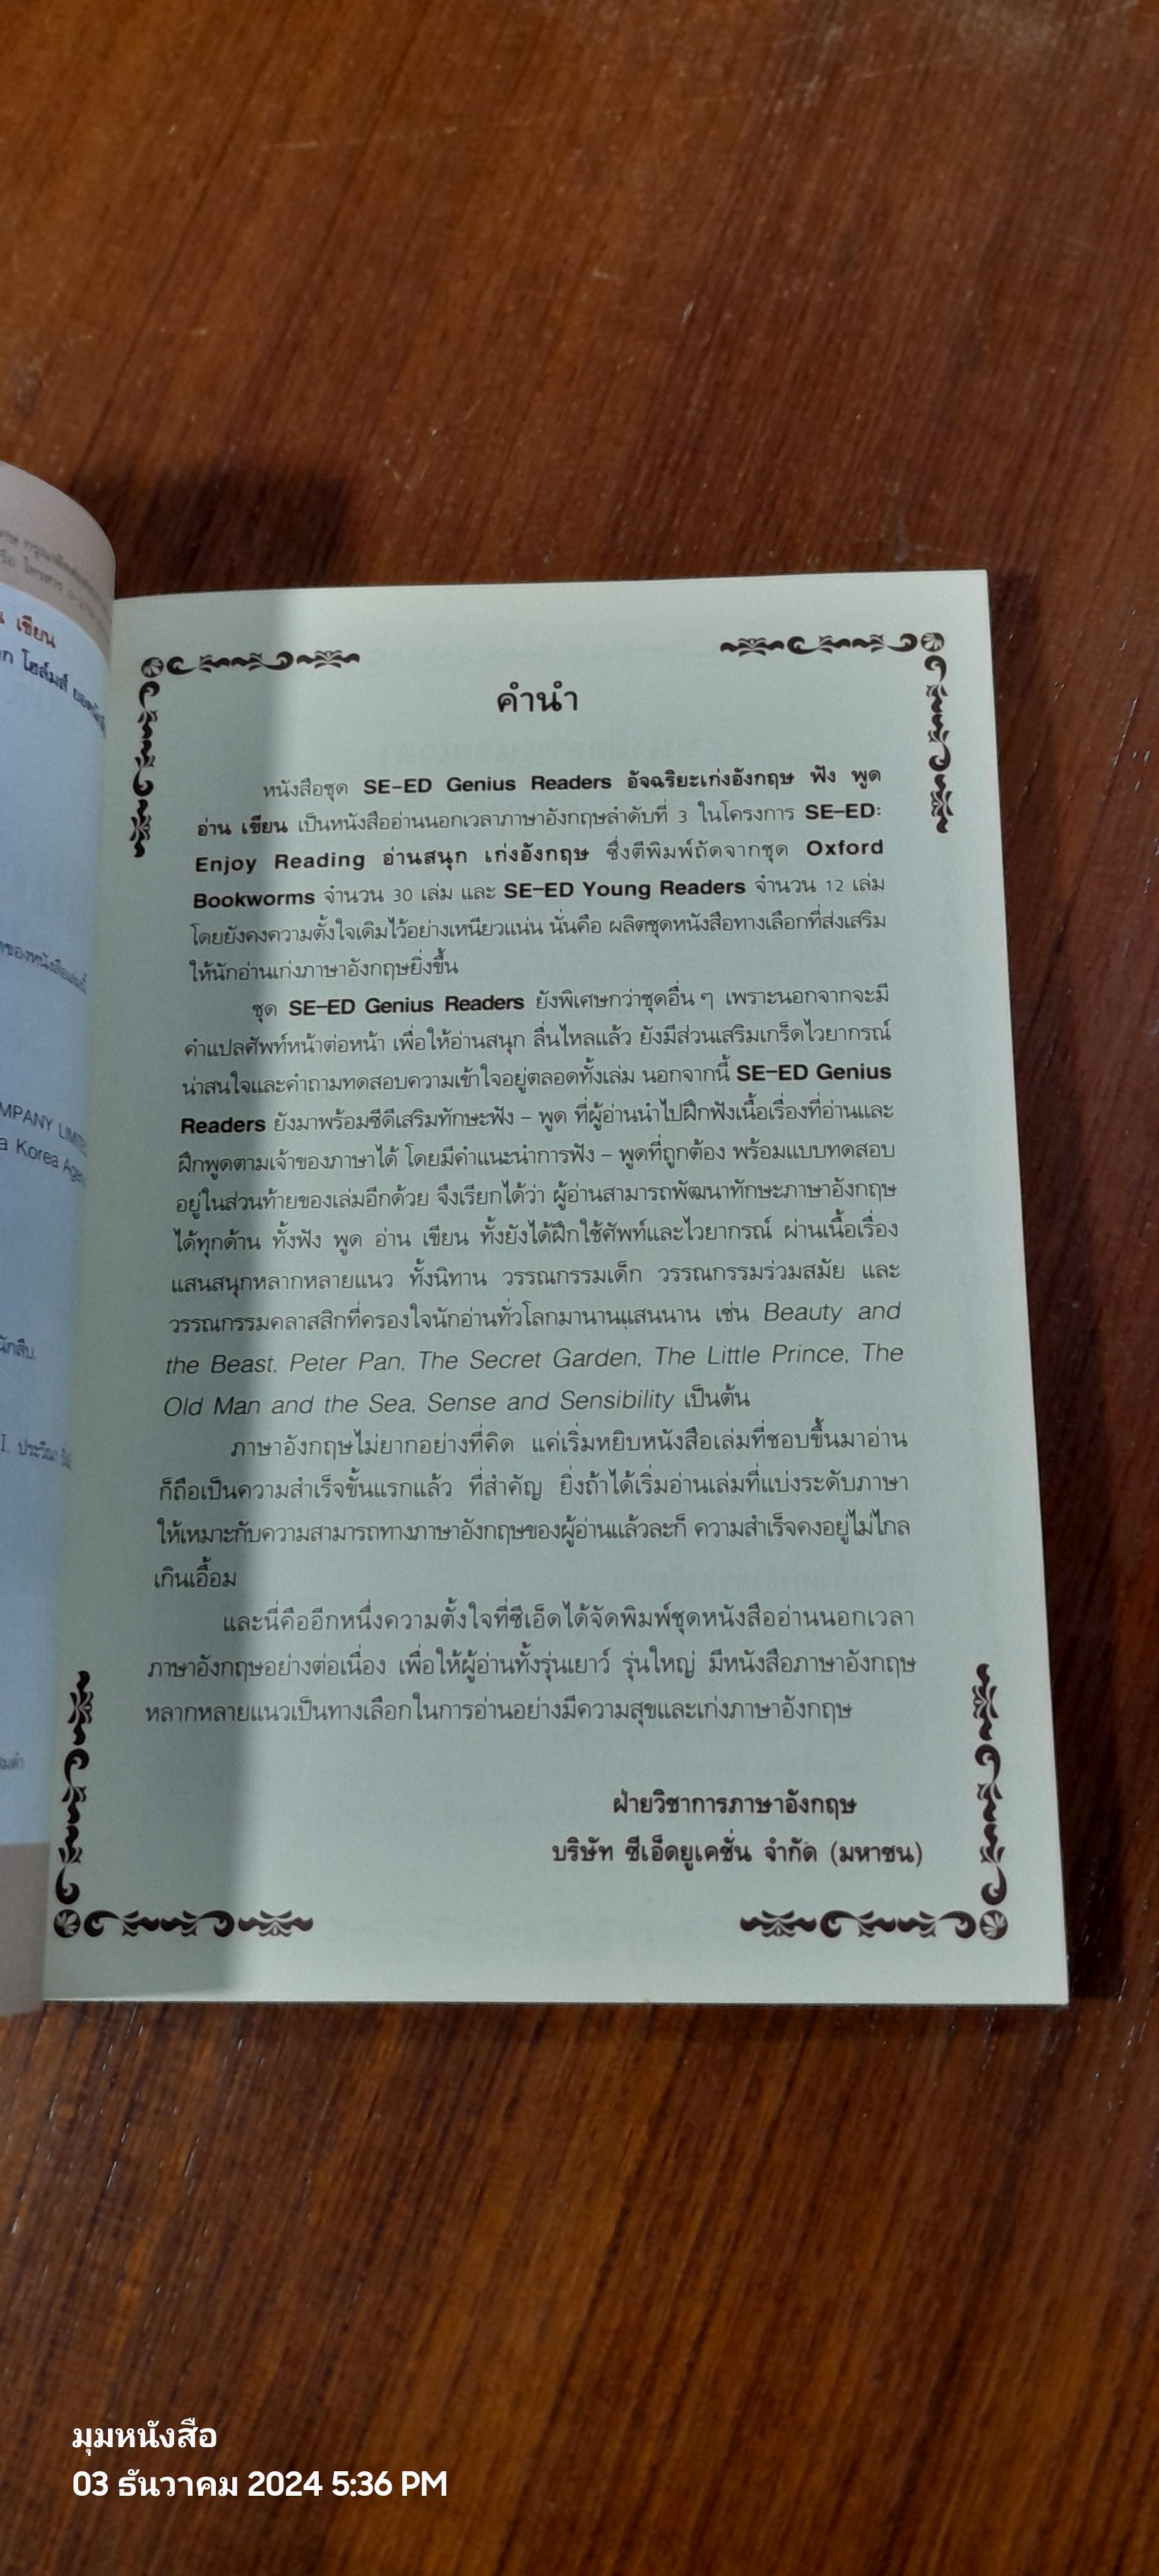 เขียน
โฮล์มส์
ของหนังสือเล่มนี้
Korea
นักสืบ
คำนำ
หนังสือชุด SE-ED Genius Readers อัจฉริยะเก่งอังกฤษ ฟัง พูด
อ่าน เขียน เป็นหนังสืออ่านนอกเวลาภาษาอังกฤษลำดับที่ 3 ในโครงการ SE-ED:
Enjoy Reading อ่านสนุก เก่งอังกฤษ ซึ่งตีพิมพ์ถัดจากชุด Oxford
Bookworms จำนวน 30 เล่ม และ SE-ED Young Readers จำนวน 12 เล่ม
โดยยังคงความตั้งใจเดิมไว้อย่างเหนียวแน่น นั่นคือ ผลิตชุดหนังสือทางเลือกที่ส่งเสริม
ให้นักอ่านเก่งภาษาอังกฤษยิ่งขึ้น
ชุด SE-ED Genius Readers ยังพิเศษกว่าชุดอื่น ๆ เพราะนอกจากจะมี
คำแปลศัพท์หน้าต่อหน้า เพื่อให้อ่านสนุก ลื่นไหลแล้ว ยังมีส่วนเสริมเกร็ดไวยากรณ์
น่าสนใจและคำถามทดสอบความเข้าใจอยู่ตลอดทั้งเล่ม นอกจากนี้ SE-ED Genius
Readers ยังมาพร้อมซีดีเสริมทักษะฟัง – พูด ที่ผู้อ่านนำไปฝึกฟังเนื้อเรื่องที่อ่านและ
ฝึกพูดตามเจ้าของภาษาได้ โดยมีคำแนะนำการฟัง – พูดที่ถูกต้อง พร้อมแบบทดสอบ
อยู่ในส่วนท้ายของเล่มอีกด้วย จึงเรียกได้ว่า ผู้อ่านสามารถพัฒนาทักษะภาษาอังกฤษ
ได้ทุกด้าน ทั้งฟัง พูด อ่าน เขียน ทั้งยังได้ฝึกใช้ศัพท์และไวยากรณ์ ผ่านเนื้อเรื่อง
แสนสนุกหลากหลายแนว ทั้งนิทาน วรรณกรรมเด็ก วรรณกรรมร่วมสมัย และ
วรรณกรรมคลาสสิกที่ครองใจนักอ่านทั่วโลกมานานแสนนาน เช่น Beauty and
the Beast, Peter Pan, The Secret Garden, The Little Prince, The
Old Man and the Sea, Sense and Sensibility เป็นต้น
ภาษาอังกฤษไม่ยากอย่างที่คิด แค่เริ่มหยิบหนังสือเล่มที่ชอบขึ้นมาอ่าน
ก็ถือเป็นความสำเร็จขั้นแรกแล้ว ที่สำคัญ ยิ่งถ้าได้เริ่มอ่านเล่มที่แบ่งระดับภาษา
ให้เหมาะกับความสามารถทางภาษาอังกฤษของผู้อ่านแล้วละก็ ความสำเร็จคงอยู่ไม่ไกล
เกินเอื้อม
และนี่คืออีกหนึ่งความตั้งใจที่ซีเอ็ดได้จัดพิมพ์ชุดหนังสืออ่านนอกเวลา
ภาษาอังกฤษอย่างต่อเนื่อง เพื่อให้ผู้อ่านทั้งรุ่นเยาว์ รุ่นใหญ่ มีหนังสือภาษาอังกฤษ
หลากหลายแนวเป็นทางเลือกในการอ่านอย่างมีความสุขและเก่งภาษาอังกฤษ
ฝ่ายวิชาการภาษาอังกฤษ
บริษัท ซีเอ็ดยูเคชั่น จำกัด (มหาชน)
มุมหนังสือ
03 ธันวาคม 2024 5:36 PM